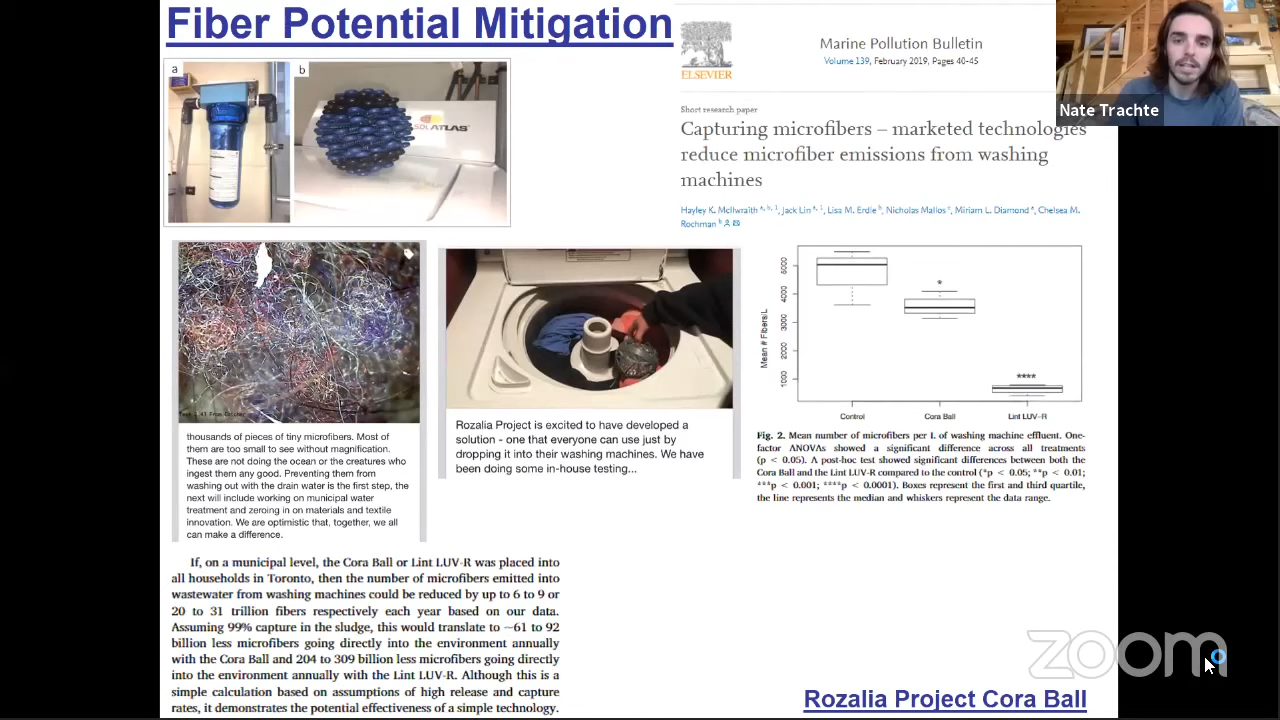 Fiber Potential Mitigation
a
b
SOLATLAS
ELSEVIER
Marine Pollution Bulletin
Volume 139, February 2019, Pages 40-45
Nate Trachte
Short research paper
Capturing microfibers – marketed technologies
reduce microfiber emissions from washing
machines
Hayley K. McIlwraith a, b, 1, Jack Lin a, 1, Lisa M. Erdle b, Nicholas Mallos c, Miriam L. Diamond a, Chelsea M.
Rochman b
thousands of pieces of tiny microfibers. Most of
them are too small to see without magnification.
These are not doing the ocean or the creatures who
ingest them any good. Preventing them from
washing out with the drain water is the first step, the
next will include working on municipal water
treatment and zeroing in on materials and textile
innovation. We are optimistic that, together, we all
can make a difference.
Rozalia Project is excited to have developed a
solution - one that everyone can use just by
dropping it into their washing machines. We have
been doing some in-house testing...
Mean # Fibers/L
5000
4000
3000
2000
1000
*
****
Control
Cora Ball
Lint LUV-R
Fig. 2. Mean number of microfibers per L of washing machine effluent. One-
factor ANOVAs showed a significant difference across all treatments
(p < 0.05). A post-hoc test showed significant differences between both the
Cora Ball and the Lint LUV-R compared to the control (*p < 0.05; **p < 0.01;
***p < 0.001; ****p < 0.0001). Boxes represent the first and third quartile,
the line represents the median and whiskers represent the data range.
If, on a municipal level, the Cora Ball or Lint LUV-R was placed into
all households in Toronto, then the number of microfibers emitted into
wastewater from washing machines could be reduced by up to 6 to 9 or
20 to 31 trillion fibers respectively each year based on our data.
Assuming 99% capture in the sludge, this would translate to ~61 to 92
billion less microfibers going directly into the environment annually
with the Cora Ball and 204 to 309 billion less microfibers going directly
into the environment annually with the Lint LUV-R. Although this is a
simple calculation based on assumptions of high release and capture
rates, it demonstrates the potential effectiveness of a simple technology.
zoom
Rozalia Project Cora Ball